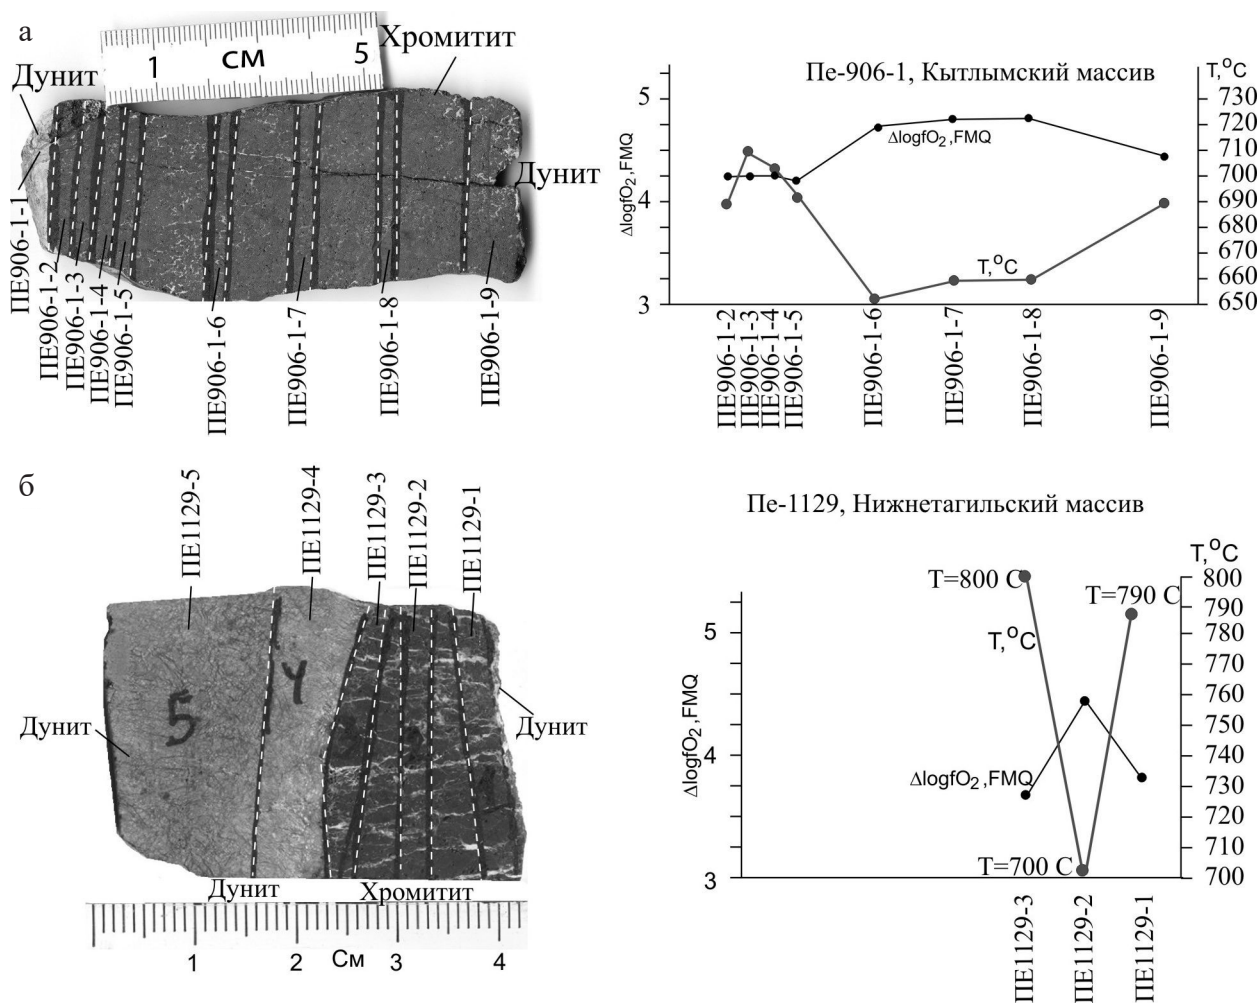 а
1 СМ 5
Хромитит
Дунит
Дунит
ПЕ906-1-1
ПЕ906-1-2
ПЕ906-1-3
ПЕ906-1-4
ПЕ906-1-5
ПЕ906-1-6
ПЕ906-1-7
ПЕ906-1-8
ПЕ906-1-9
Пе-906-1, Кытлымский массив
T,°C
ΔlogfO2,FMQ
5
4
3
730
720
710
700
690
680
670
660
650
ΔlogfO2,FMQ
T,°C
ПЕ906-1-2
ПЕ906-1-3
ПЕ906-1-4
ПЕ906-1-5
ПЕ906-1-6
ПЕ906-1-7
ПЕ906-1-8
ПЕ906-1-9
б
ПЕ1129-5
ПЕ1129-4
ПЕ1129-3
ПЕ1129-2
ПЕ1129-1
5
4
Дунит
Дунит
Дунит
Хромитит
1 2 См 3 4
Пе-1129, Нижнетагильский массив
T,°C
ΔlogfO2,FMQ
5
4
3
800
790
780
770
760
750
740
730
720
710
700
T=800 C
T=790 C
T,°C
ΔlogfO2,FMQ
T=700 C
ПЕ1129-3
ПЕ1129-2
ПЕ1129-1